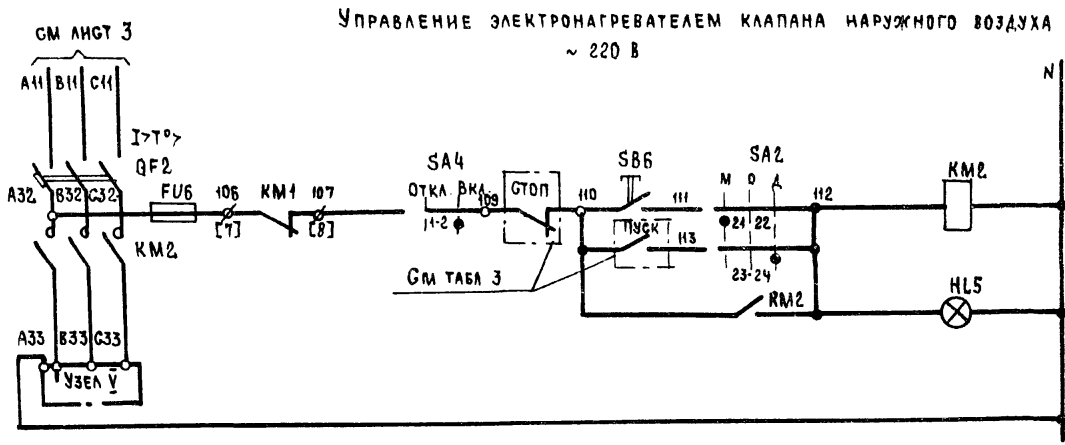 УПРАВЛЕНИЕ ЭЛЕКТРОНАГРЕВАТЕЛЕМ КЛАПАНА НАРУЖНОГО ВОЗДУХА
~ 220 В
СМ ЛИСТ 3
N
A11 B11 C11
I>T°>
QF2
A32 B32 C32
FU6
106
[7]
KM1
107
[8]
SA4
ОТКЛ. ВКЛ.
11-2
109
СТОП
110
SB6
111
SA2
М О Д
21 22
112
KM2
ПУСК
113
23-24
KM2
См ТАБЛ 3
KM2
HL5
A33 B33 C33
УЗЕЛ V